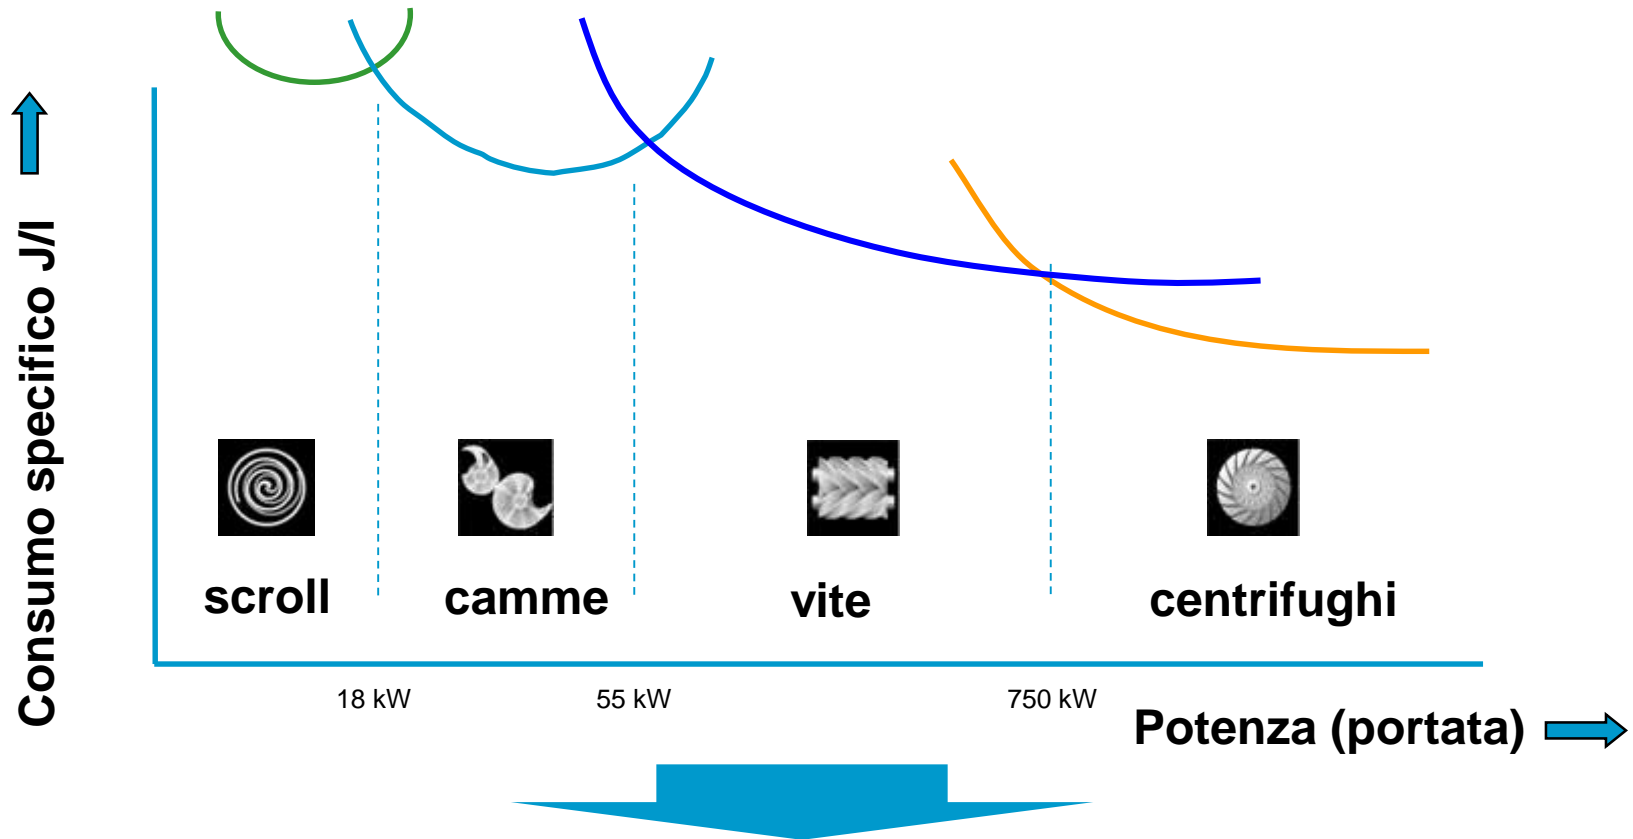 Consumo specifico J/l
scroll
camme
vite
centrifughi
18 kW
55 kW
750 kW
Potenza (portata)